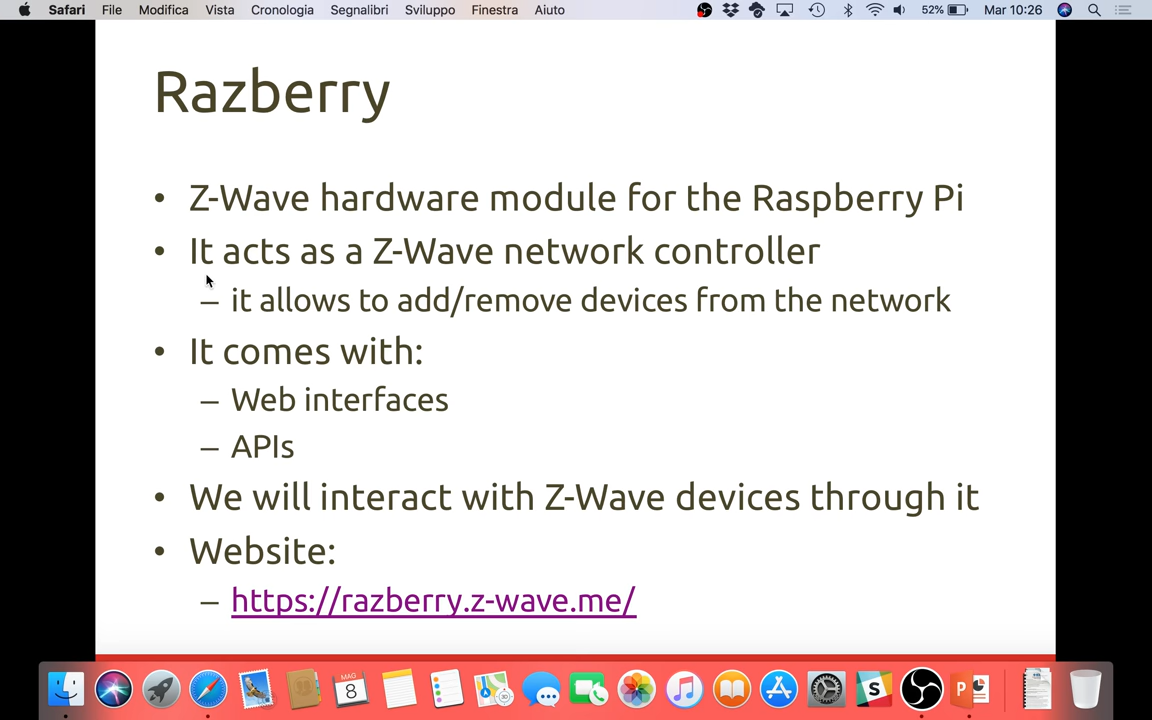 Safari File Modifica Vista Cronologia Segnalibri Sviluppo Finestra Aiuto 52% Mar 10:26
Razberry
• Z-Wave hardware module for the Raspberry Pi
• It acts as a Z-Wave network controller
– it allows to add/remove devices from the network
• It comes with:
– Web interfaces
– APIs
• We will interact with Z-Wave devices through it
• Website:
– https://razberry.z-wave.me/
MAG
8